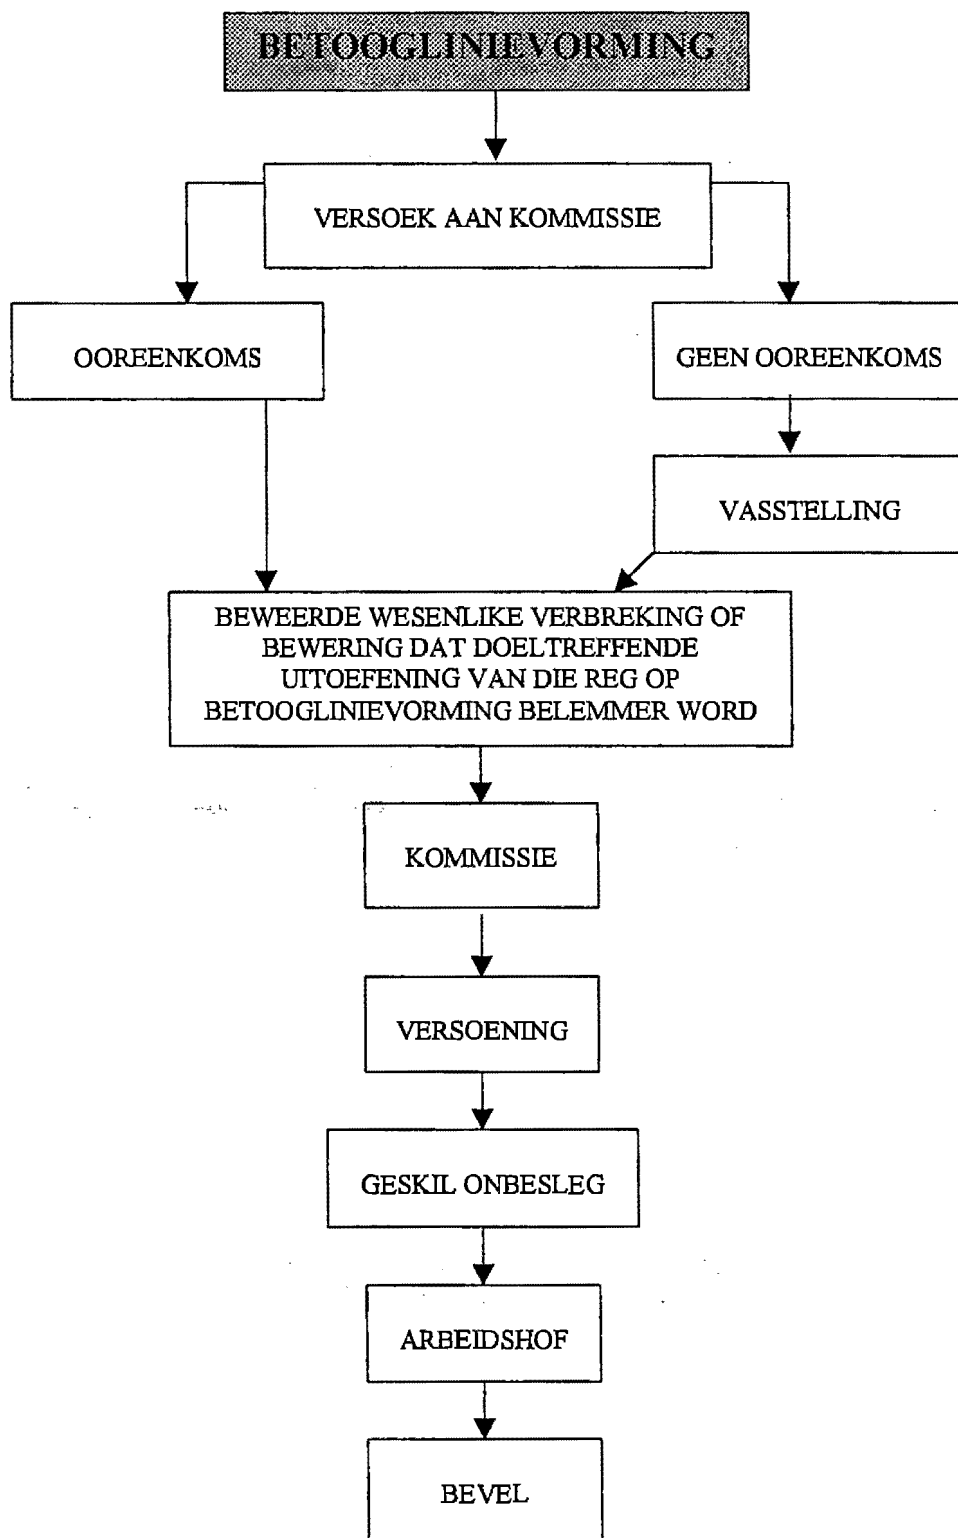 BETOOGLINIEVORMING
VERSOEK AAN KOMMISSIE
OOREENKOMS
GEEN OOREENKOMS
VASSTELLING
BEWEERDE WESENLIKE VERBREKING OF
BEWERING DAT DOELTREFFENDE
UITOEFENING VAN DIE REG OP
BETOOGLINIEVORMING BELEMMER WORD
KOMMISSIE
VERSOENING
GESKIL ONBESLEG
ARBEIDSHOF
BEVEL